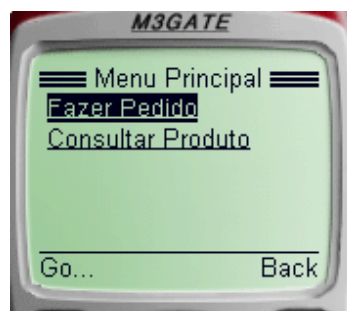 M3GATE
Menu Principal
Fazer Pedido
Consultar Produto
Go... Back